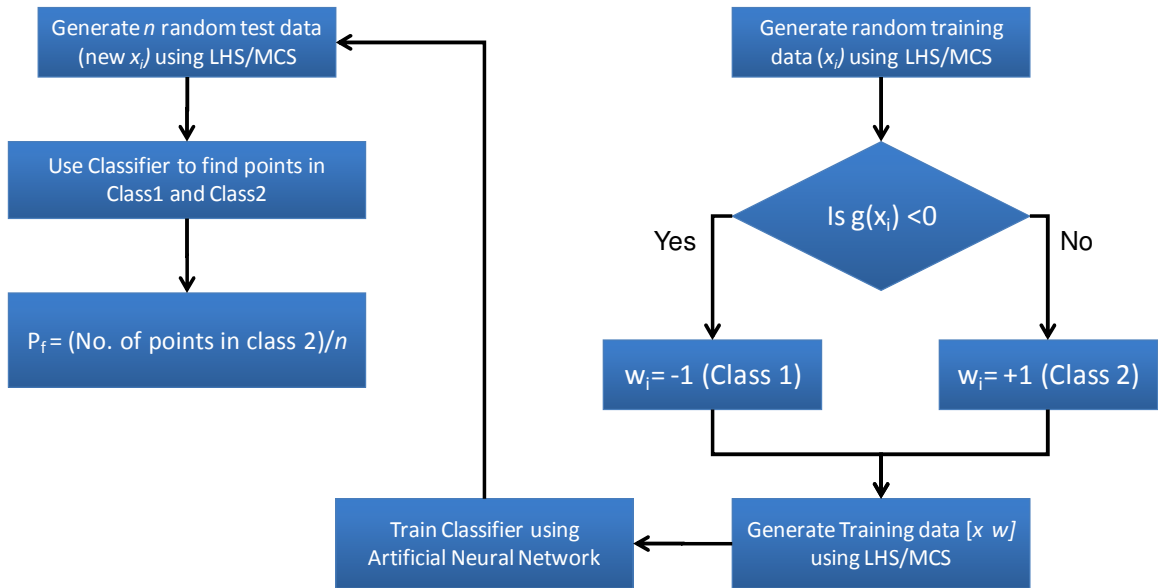 Generate random training
data (xi) using LHS/MCS
Is g(xi) <0
Yes
No
wi= -1 (Class 1)
wi= +1 (Class 2)
Generate Training data [x w]
using LHS/MCS
Train Classifier using
Artificial Neural Network
Generate n random test data
(new xi) using LHS/MCS
Use Classifier to find points in
Class1 and Class2
Pf = (No. of points in class 2)/n